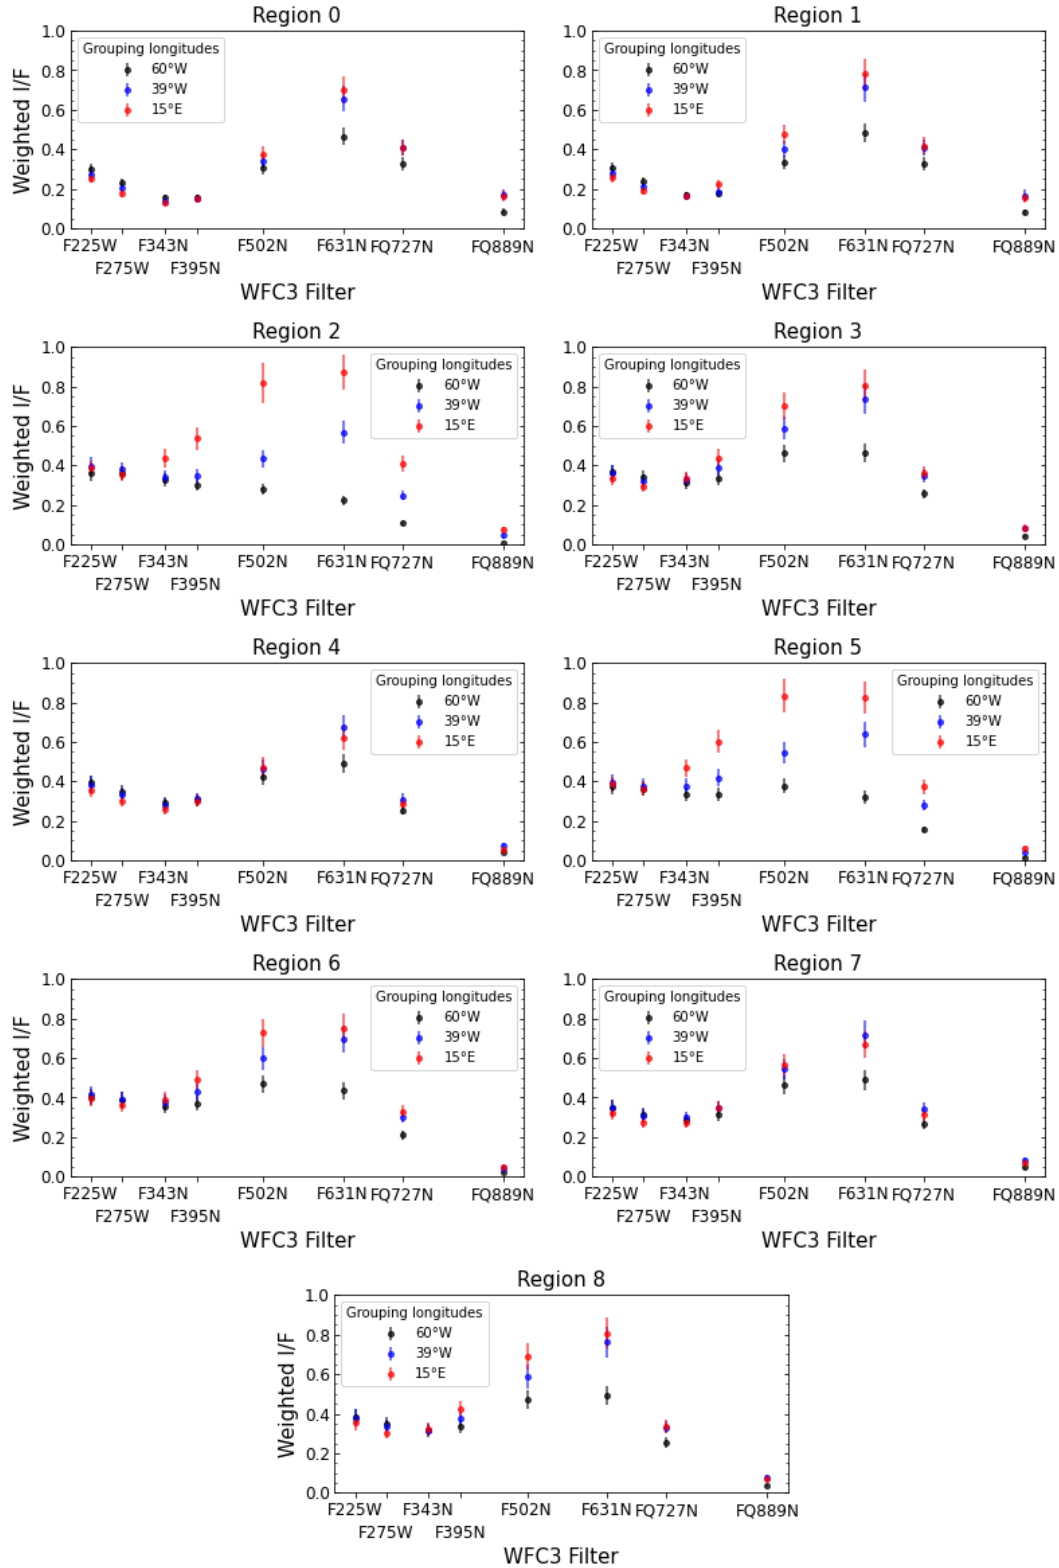 Region 0
Weighted I/F
1.0
0.8
0.6
0.4
0.2
0.0
Grouping longitudes
60°W
39°W
15°E
F225W F343N F502N F631N FQ727N FQ889N
F275W F395N
WFC3 Filter
Region 1
Weighted I/F
1.0
0.8
0.6
0.4
0.2
0.0
Grouping longitudes
60°W
39°W
15°E
F225W F343N F502N F631N FQ727N FQ889N
F275W F395N
WFC3 Filter
Region 2
Weighted I/F
1.0
0.8
0.6
0.4
0.2
0.0
Grouping longitudes
60°W
39°W
15°E
F225W F343N F502N F631N FQ727N FQ889N
F275W F395N
WFC3 Filter
Region 3
Weighted I/F
1.0
0.8
0.6
0.4
0.2
0.0
Grouping longitudes
60°W
39°W
15°E
F225W F343N F502N F631N FQ727N FQ889N
F275W F395N
WFC3 Filter
Region 4
Weighted I/F
1.0
0.8
0.6
0.4
0.2
0.0
Grouping longitudes
60°W
39°W
15°E
F225W F343N F502N F631N FQ727N FQ889N
F275W F395N
WFC3 Filter
Region 5
Weighted I/F
1.0
0.8
0.6
0.4
0.2
0.0
Grouping longitudes
60°W
39°W
15°E
F225W F343N F502N F631N FQ727N FQ889N
F275W F395N
WFC3 Filter
Region 6
Weighted I/F
1.0
0.8
0.6
0.4
0.2
0.0
Grouping longitudes
60°W
39°W
15°E
F225W F343N F502N F631N FQ727N FQ889N
F275W F395N
WFC3 Filter
Region 7
Weighted I/F
1.0
0.8
0.6
0.4
0.2
0.0
Grouping longitudes
60°W
39°W
15°E
F225W F343N F502N F631N FQ727N FQ889N
F275W F395N
WFC3 Filter
Region 8
Weighted I/F
1.0
0.8
0.6
0.4
0.2
0.0
Grouping longitudes
60°W
39°W
15°E
F225W F343N F502N F631N FQ727N FQ889N
F275W F395N
WFC3 Filter